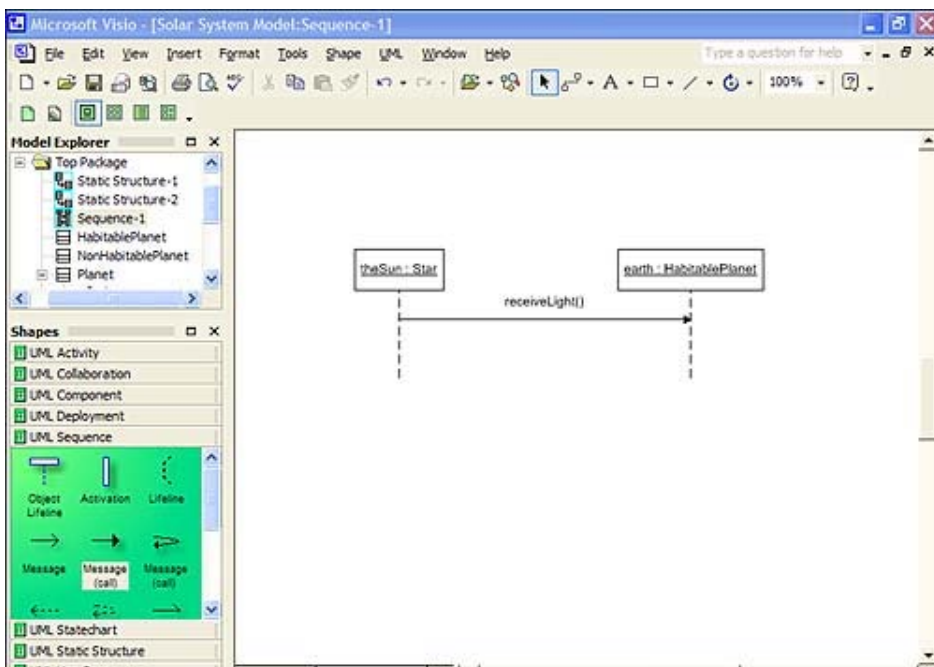 Microsoft Visio - [Solar System Model:Sequence-1]
File Edit View Insert Format Tools Shape UML Window Help
Type a question for help
100%
Model Explorer
Top Package
Static Structure-1
Static Structure-2
Sequence-1
HabitablePlanet
NonHabitablePlanet
Planet
Shapes
UML Activity
UML Collaboration
UML Component
UML Deployment
UML Sequence
Object Lifeline
Activation
Lifeline
Message
Message (call)
Message (call)
UML Statechart
UML Static Structure
theSun : Star
earth : HabitablePlanet
receiveLight()